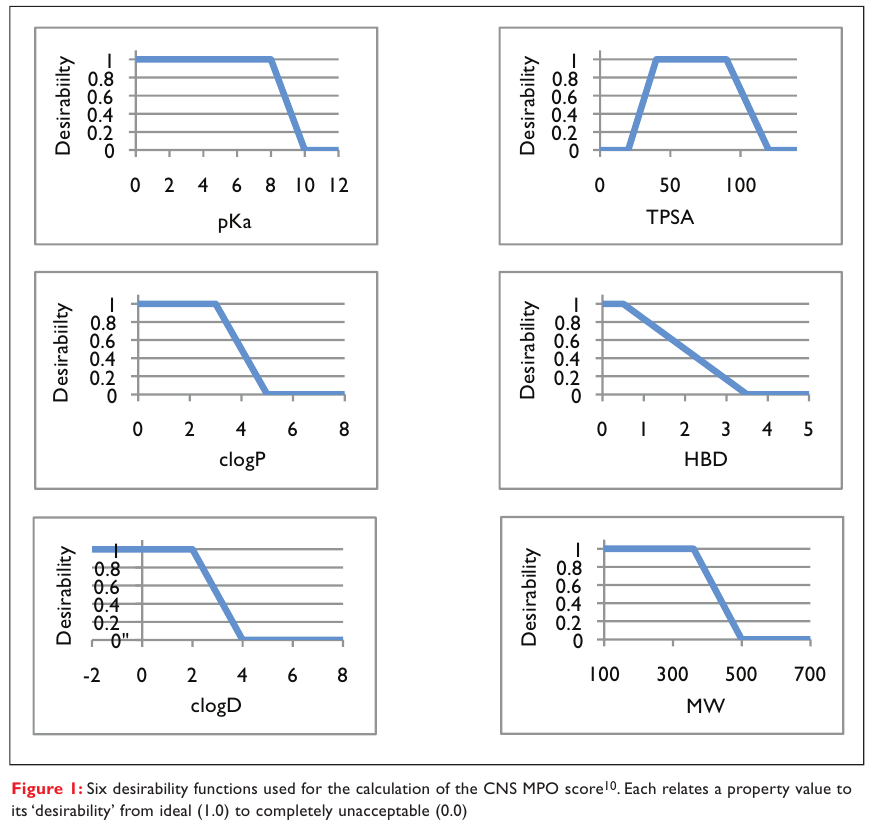 Desirabiilty
1
0.8
0.6
0.4
0.2
0
0 2 4 6 8 10 12
pKa
Desirability
1
0.8
0.6
0.4
0.2
0
0 50 100
TPSA
Desirabiilty
1
0.8
0.6
0.4
0.2
0
0 2 4 6 8
clogP
Desirability
1
0.8
0.6
0.4
0.2
0
0 1 2 3 4 5
HBD
Desirability
1
0.8
0.6
0.4
0.2
0"
-2 0 2 4 6 8
clogD
Desirability
1
0.8
0.6
0.4
0.2
0
100 300 500 700
MW
Figure 1: Six desirability functions used for the calculation of the CNS MPO score10. Each relates a property value to
its ‘desirability’ from ideal (1.0) to completely unacceptable (0.0)